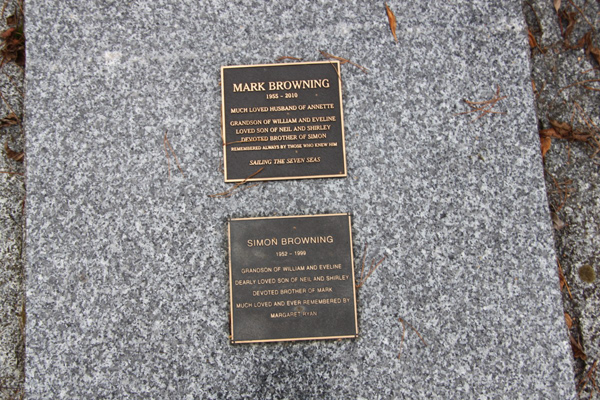 MARK BROWNING
1955 - 2010
MUCH LOVED HUSBAND OF ANNETTE
GRANDSON OF WILLIAM AND EVELINE
LOVED SON OF NEIL AND SHIRLEY
DEVOTED BROTHER OF SIMON
REMEMBERED ALWAYS BY THOSE WHO KNEW HIM
SAILING THE SEVEN SEAS
SIMON BROWNING
1952 - 1999
GRANDSON OF WILLIAM AND EVELINE
DEARLY LOVED SON OF NEIL AND SHIRLEY
DEVOTED BROTHER OF MARK
MUCH LOVED AND EVER REMEMBERED BY
MARGARET RYAN